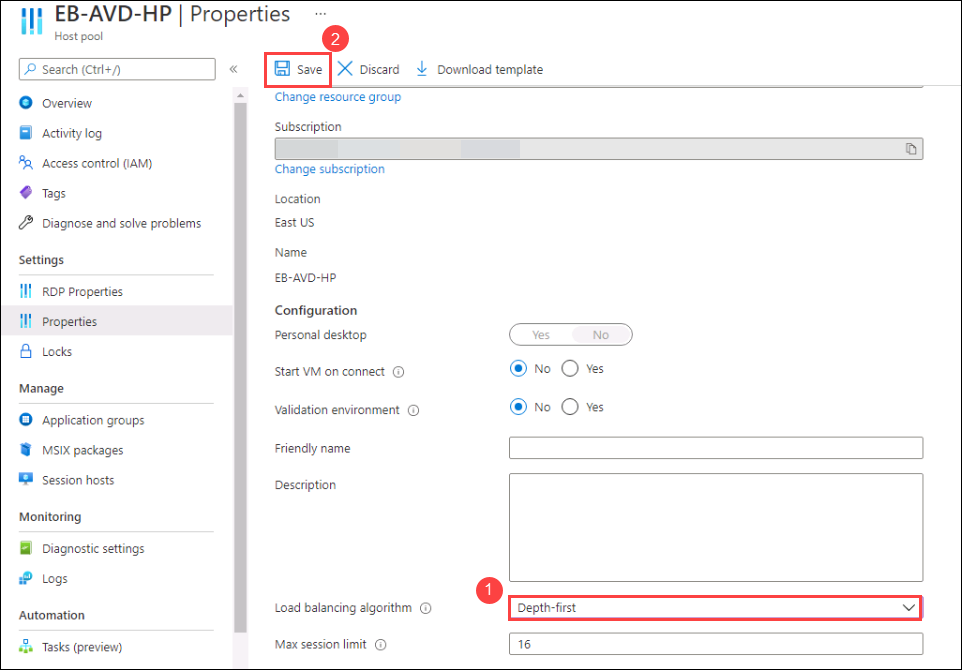 EB-AVD-HP | Properties ...
Host pool
2
Search (Ctrl+/)
«
Save
Discard
Download template
Overview
Activity log
Access control (IAM)
Tags
Diagnose and solve problems
Settings
RDP Properties
Properties
Locks
Manage
Application groups
MSIX packages
Session hosts
Monitoring
Diagnostic settings
Logs
Automation
Tasks (preview)
Change resource group
Subscription
Change subscription
Location
East US
Name
EB-AVD-HP
Configuration
Personal desktop Yes No
Start VM on connect No Yes
Validation environment No Yes
Friendly name
Description
1
Load balancing algorithm Depth-first
Max session limit 16